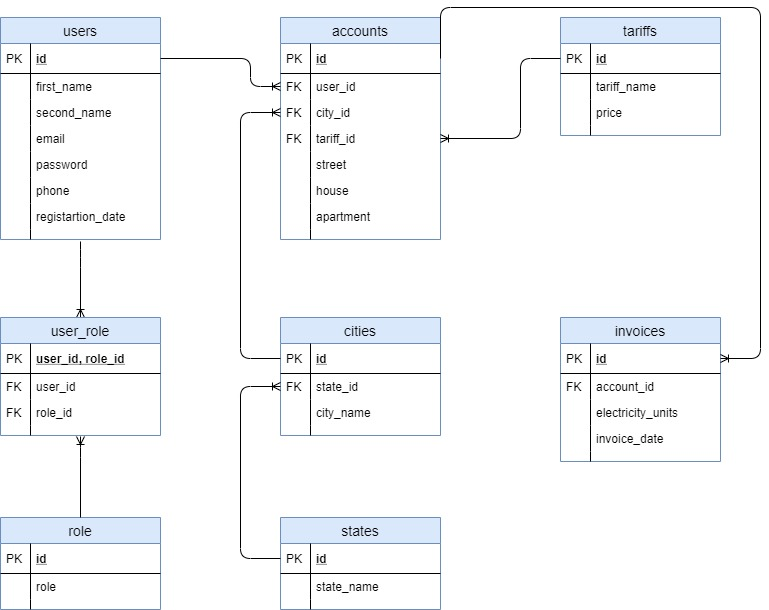 users
PK id
first_name
second_name
email
password
phone
registartion_date
accounts
PK id
FK user_id
FK city_id
FK tariff_id
street
house
apartment
tariffs
PK id
tariff_name
price
user_role
PK user_id, role_id
FK user_id
FK role_id
cities
PK id
FK state_id
city_name
invoices
PK id
FK account_id
electricity_units
invoice_date
role
PK id
role
states
PK id
state_name